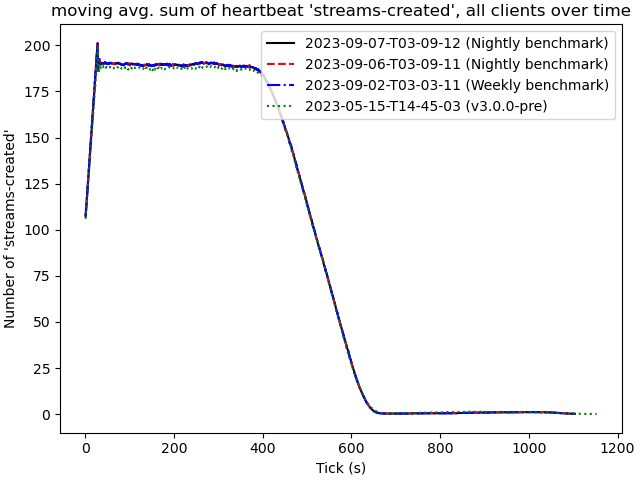 moving avg. sum of heartbeat 'streams-created', all clients over time
2023-09-07-T03-09-12 (Nightly benchmark)
2023-09-06-T03-09-11 (Nightly benchmark)
2023-09-02-T03-03-11 (Weekly benchmark)
2023-05-15-T14-45-03 (v3.0.0-pre)
Number of 'streams-created'
200
175
150
125
100
75
50
25
0
0 200 400 600 800 1000 1200
Tick (s)